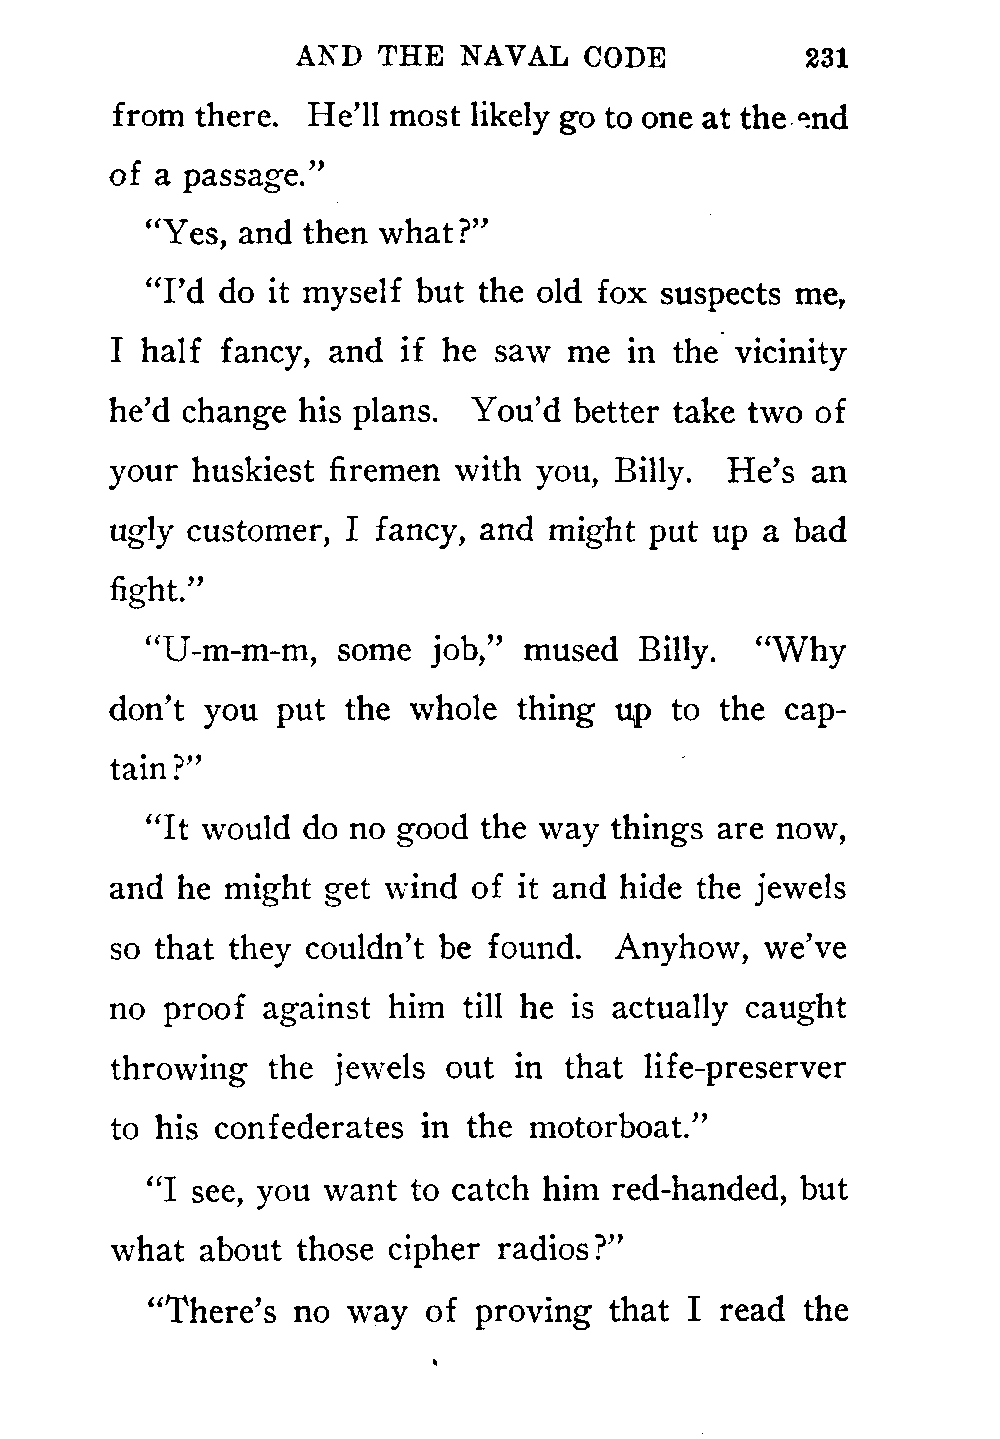 AND THE NAVAL CODE 231
from there. He'll most likely go to one at the end
of a passage."
"Yes, and then what?"
"I'd do it myself but the old fox suspects me,
I half fancy, and if he saw me in the vicinity
he'd change his plans. You'd better take two of
your huskiest firemen with you, Billy. He's an
ugly customer, I fancy, and might put up a bad
fight."
"U-m-m-m, some job," mused Billy. "Why
don't you put the whole thing up to the cap-
tain?"
"It would do no good the way things are now,
and he might get wind of it and hide the jewels
so that they couldn't be found. Anyhow, we've
no proof against him till he is actually caught
throwing the jewels out in that life-preserver
to his confederates in the motorboat."
"I see, you want to catch him red-handed, but
what about those cipher radios?"
"There's no way of proving that I read the